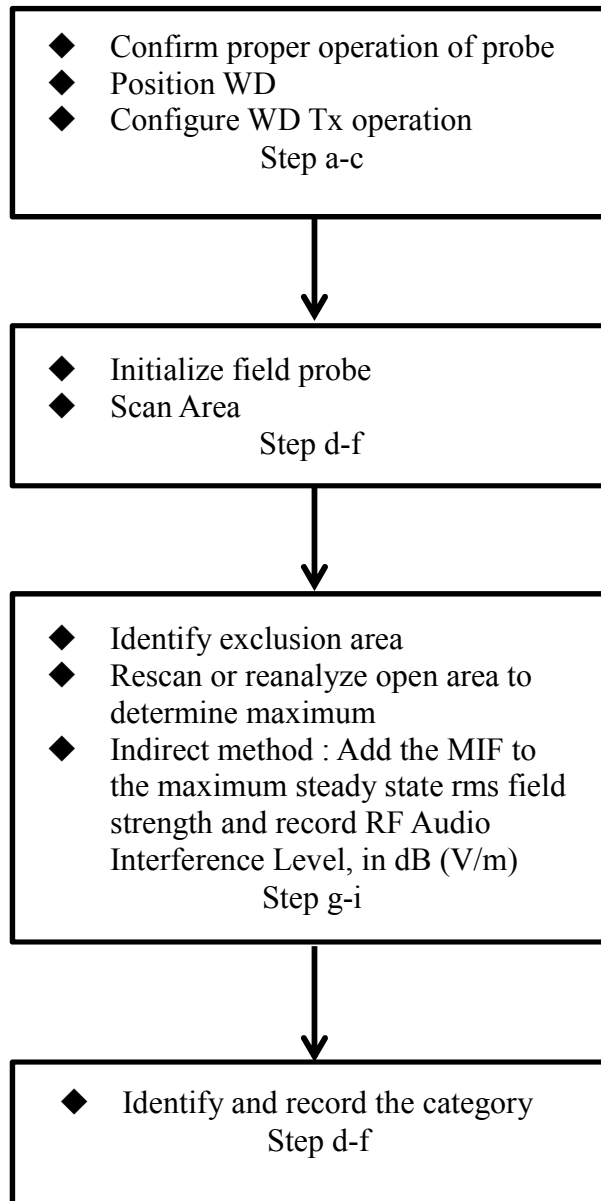 ◆ Confirm proper operation of probe
◆ Position WD
◆ Configure WD Tx operation
Step a-c
◆ Initialize field probe
◆ Scan Area
Step d-f
◆ Identify exclusion area
◆ Rescan or reanalyze open area to
determine maximum
◆ Indirect method : Add the MIF to
the maximum steady state rms field
strength and record RF Audio
Interference Level, in dB (V/m)
Step g-i
◆ Identify and record the category
Step d-f